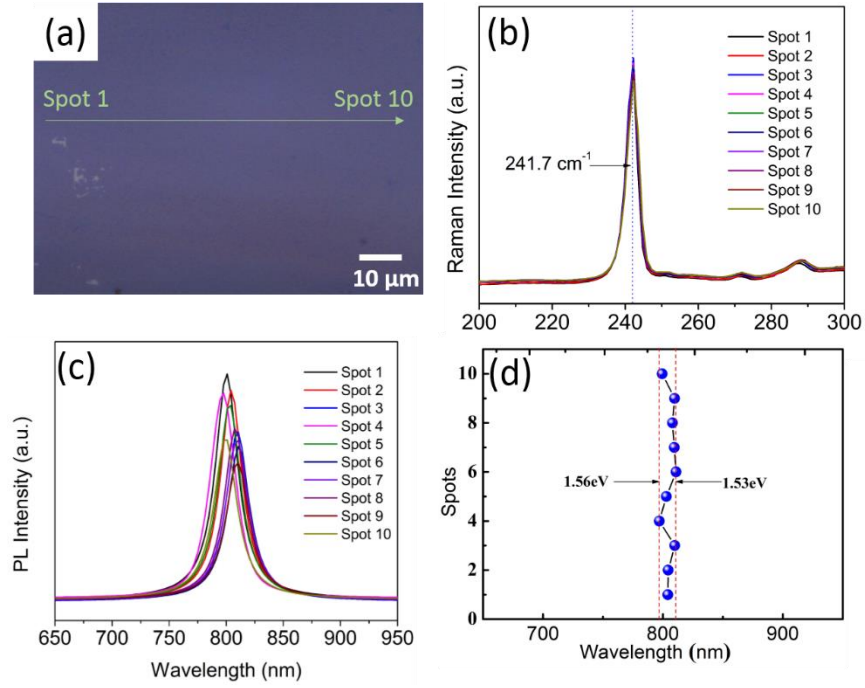 (a)
Spot 1
Spot 10
10 µm
(b)
Raman Intensity (a.u.)
241.7 cm-1
Spot 1
Spot 2
Spot 3
Spot 4
Spot 5
Spot 6
Spot 7
Spot 8
Spot 9
Spot 10
200 220 240 260 280 300
(c)
PL Intensity (a.u.)
Spot 1
Spot 2
Spot 3
Spot 4
Spot 5
Spot 6
Spot 7
Spot 8
Spot 9
Spot 10
650 700 750 800 850 900 950
Wavelength (nm)
(d)
Spots
10
8
6
4
2
0
1.56eV
1.53eV
700 800 900
Wavelength (nm)